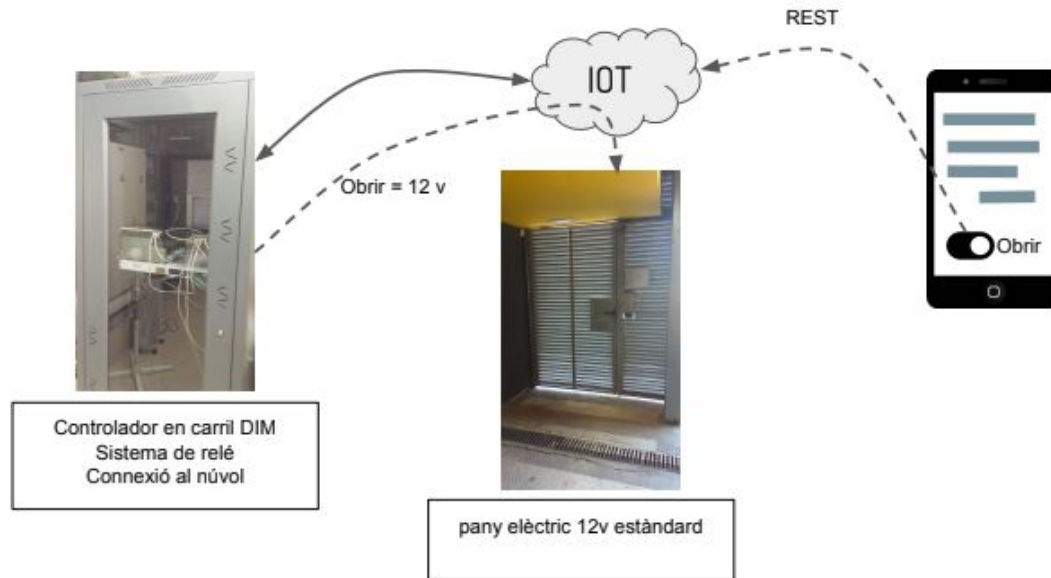 REST
IOT
Obrir = 12 v
Obrir
Controlador en carril DIM
Sistema de relé
Connexió al núvol
pany elèctric 12v estàndard